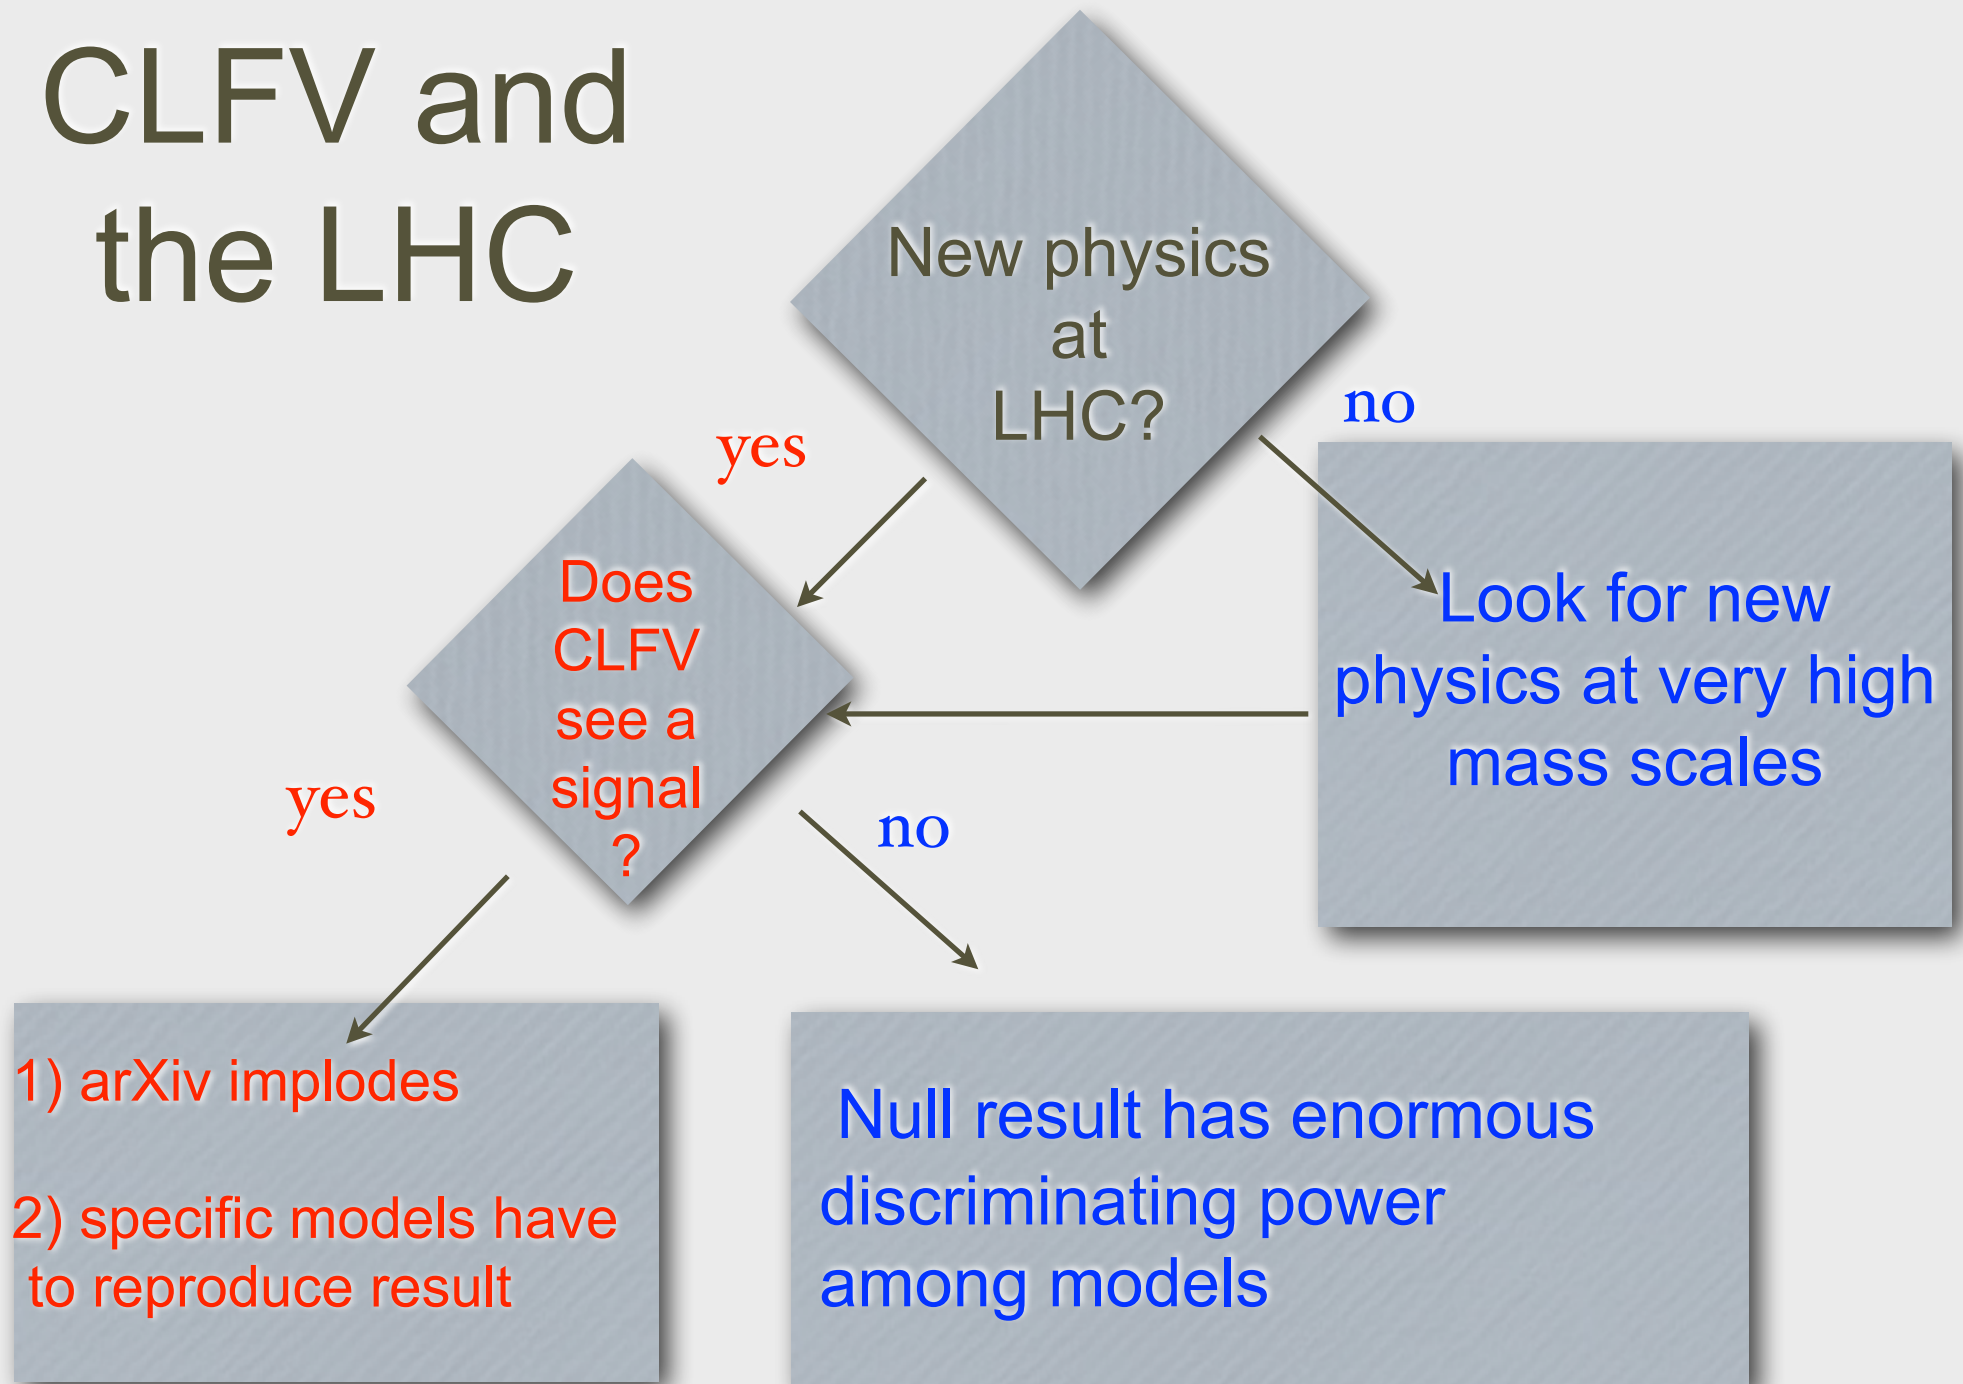 CLFV and
the LHC
New physics
at
LHC?
yes
no
Does
CLFV
see a
signal
?
Look for new
physics at very high
mass scales
yes
no
1) arXiv implodes
2) specific models have
to reproduce result
Null result has enormous
discriminating power
among models